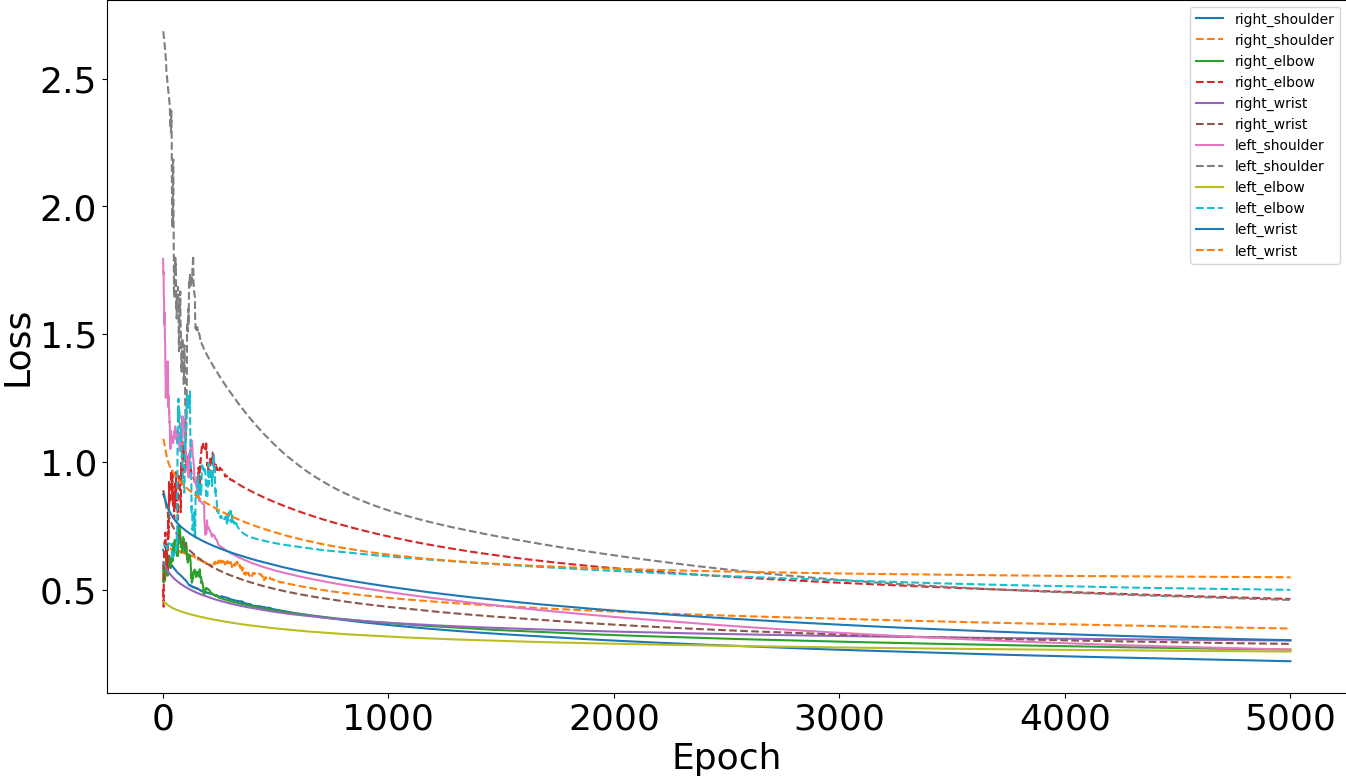 2.5
2.0
1.5
1.0
0.5
Loss
right_shoulder
right_shoulder
right_elbow
right_elbow
right_wrist
right_wrist
left_shoulder
left_shoulder
left_elbow
left_elbow
left_wrist
left_wrist
0 1000 2000 3000 4000 5000
Epoch